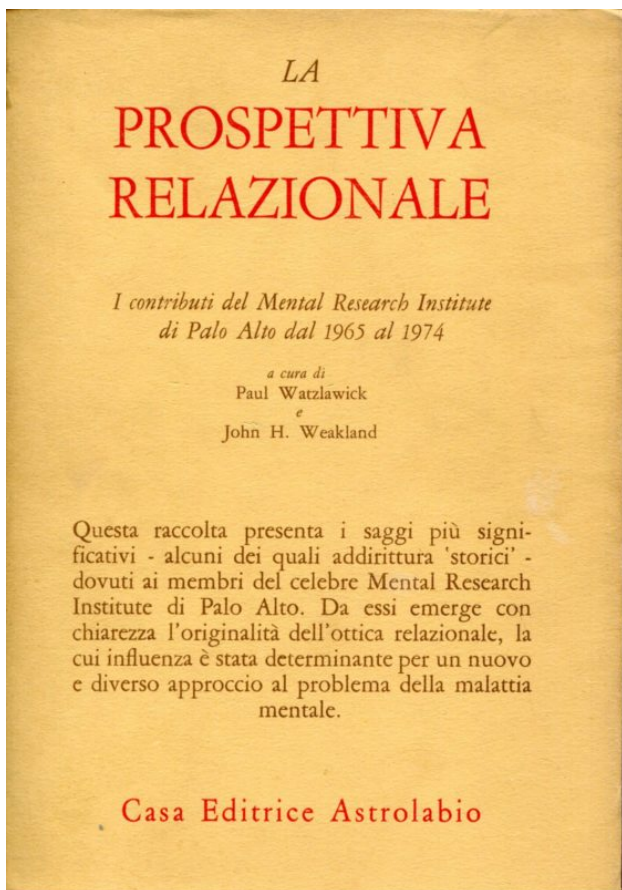 LA
PROSPETTIVA
RELAZIONALE
I contributi del Mental Research Institute
di Palo Alto dal 1965 al 1974
a cura di
Paul Watzlawick
e
John H. Weakland
Questa raccolta presenta i saggi più signi-
ficativi - alcuni dei quali addirittura 'storici' -
dovuti ai membri del celebre Mental Research
Institute di Palo Alto. Da essi emerge con
chiarezza l'originalità dell'ottica relazionale, la
cui influenza è stata determinante per un nuovo
e diverso approccio al problema della malattia
mentale.
Casa Editrice Astrolabio